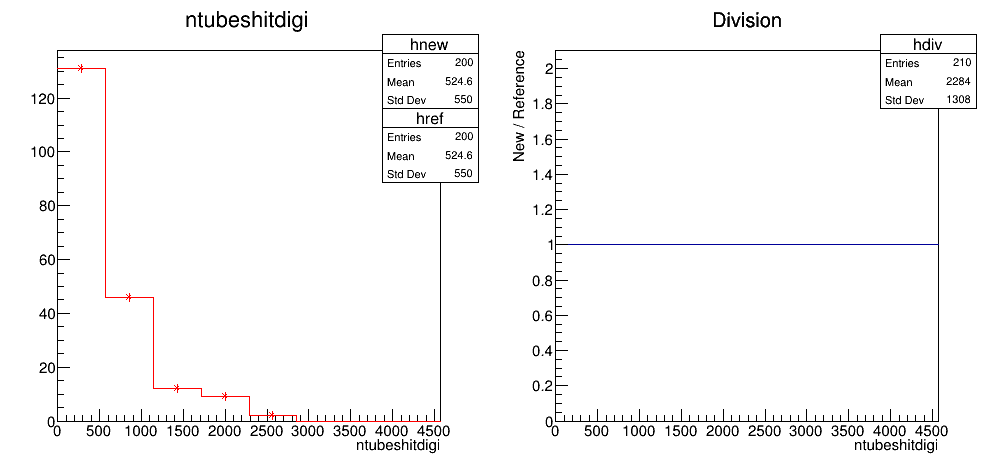 ntubeshitdigi
hnew
Entries 200
Mean 524.6
Std Dev 550
href
Entries 200
Mean 524.6
Std Dev 550
120
100
80
60
40
20
0
0 500 1000 1500 2000 2500 3000 3500 4000 4500
ntubeshitdigi
Division
hdiv
Entries 210
Mean 2284
Std Dev 1308
New / Reference
2
1.8
1.6
1.4
1.2
1
0.8
0.6
0.4
0.2
0
0 500 1000 1500 2000 2500 3000 3500 4000 4500
ntubeshitdigi